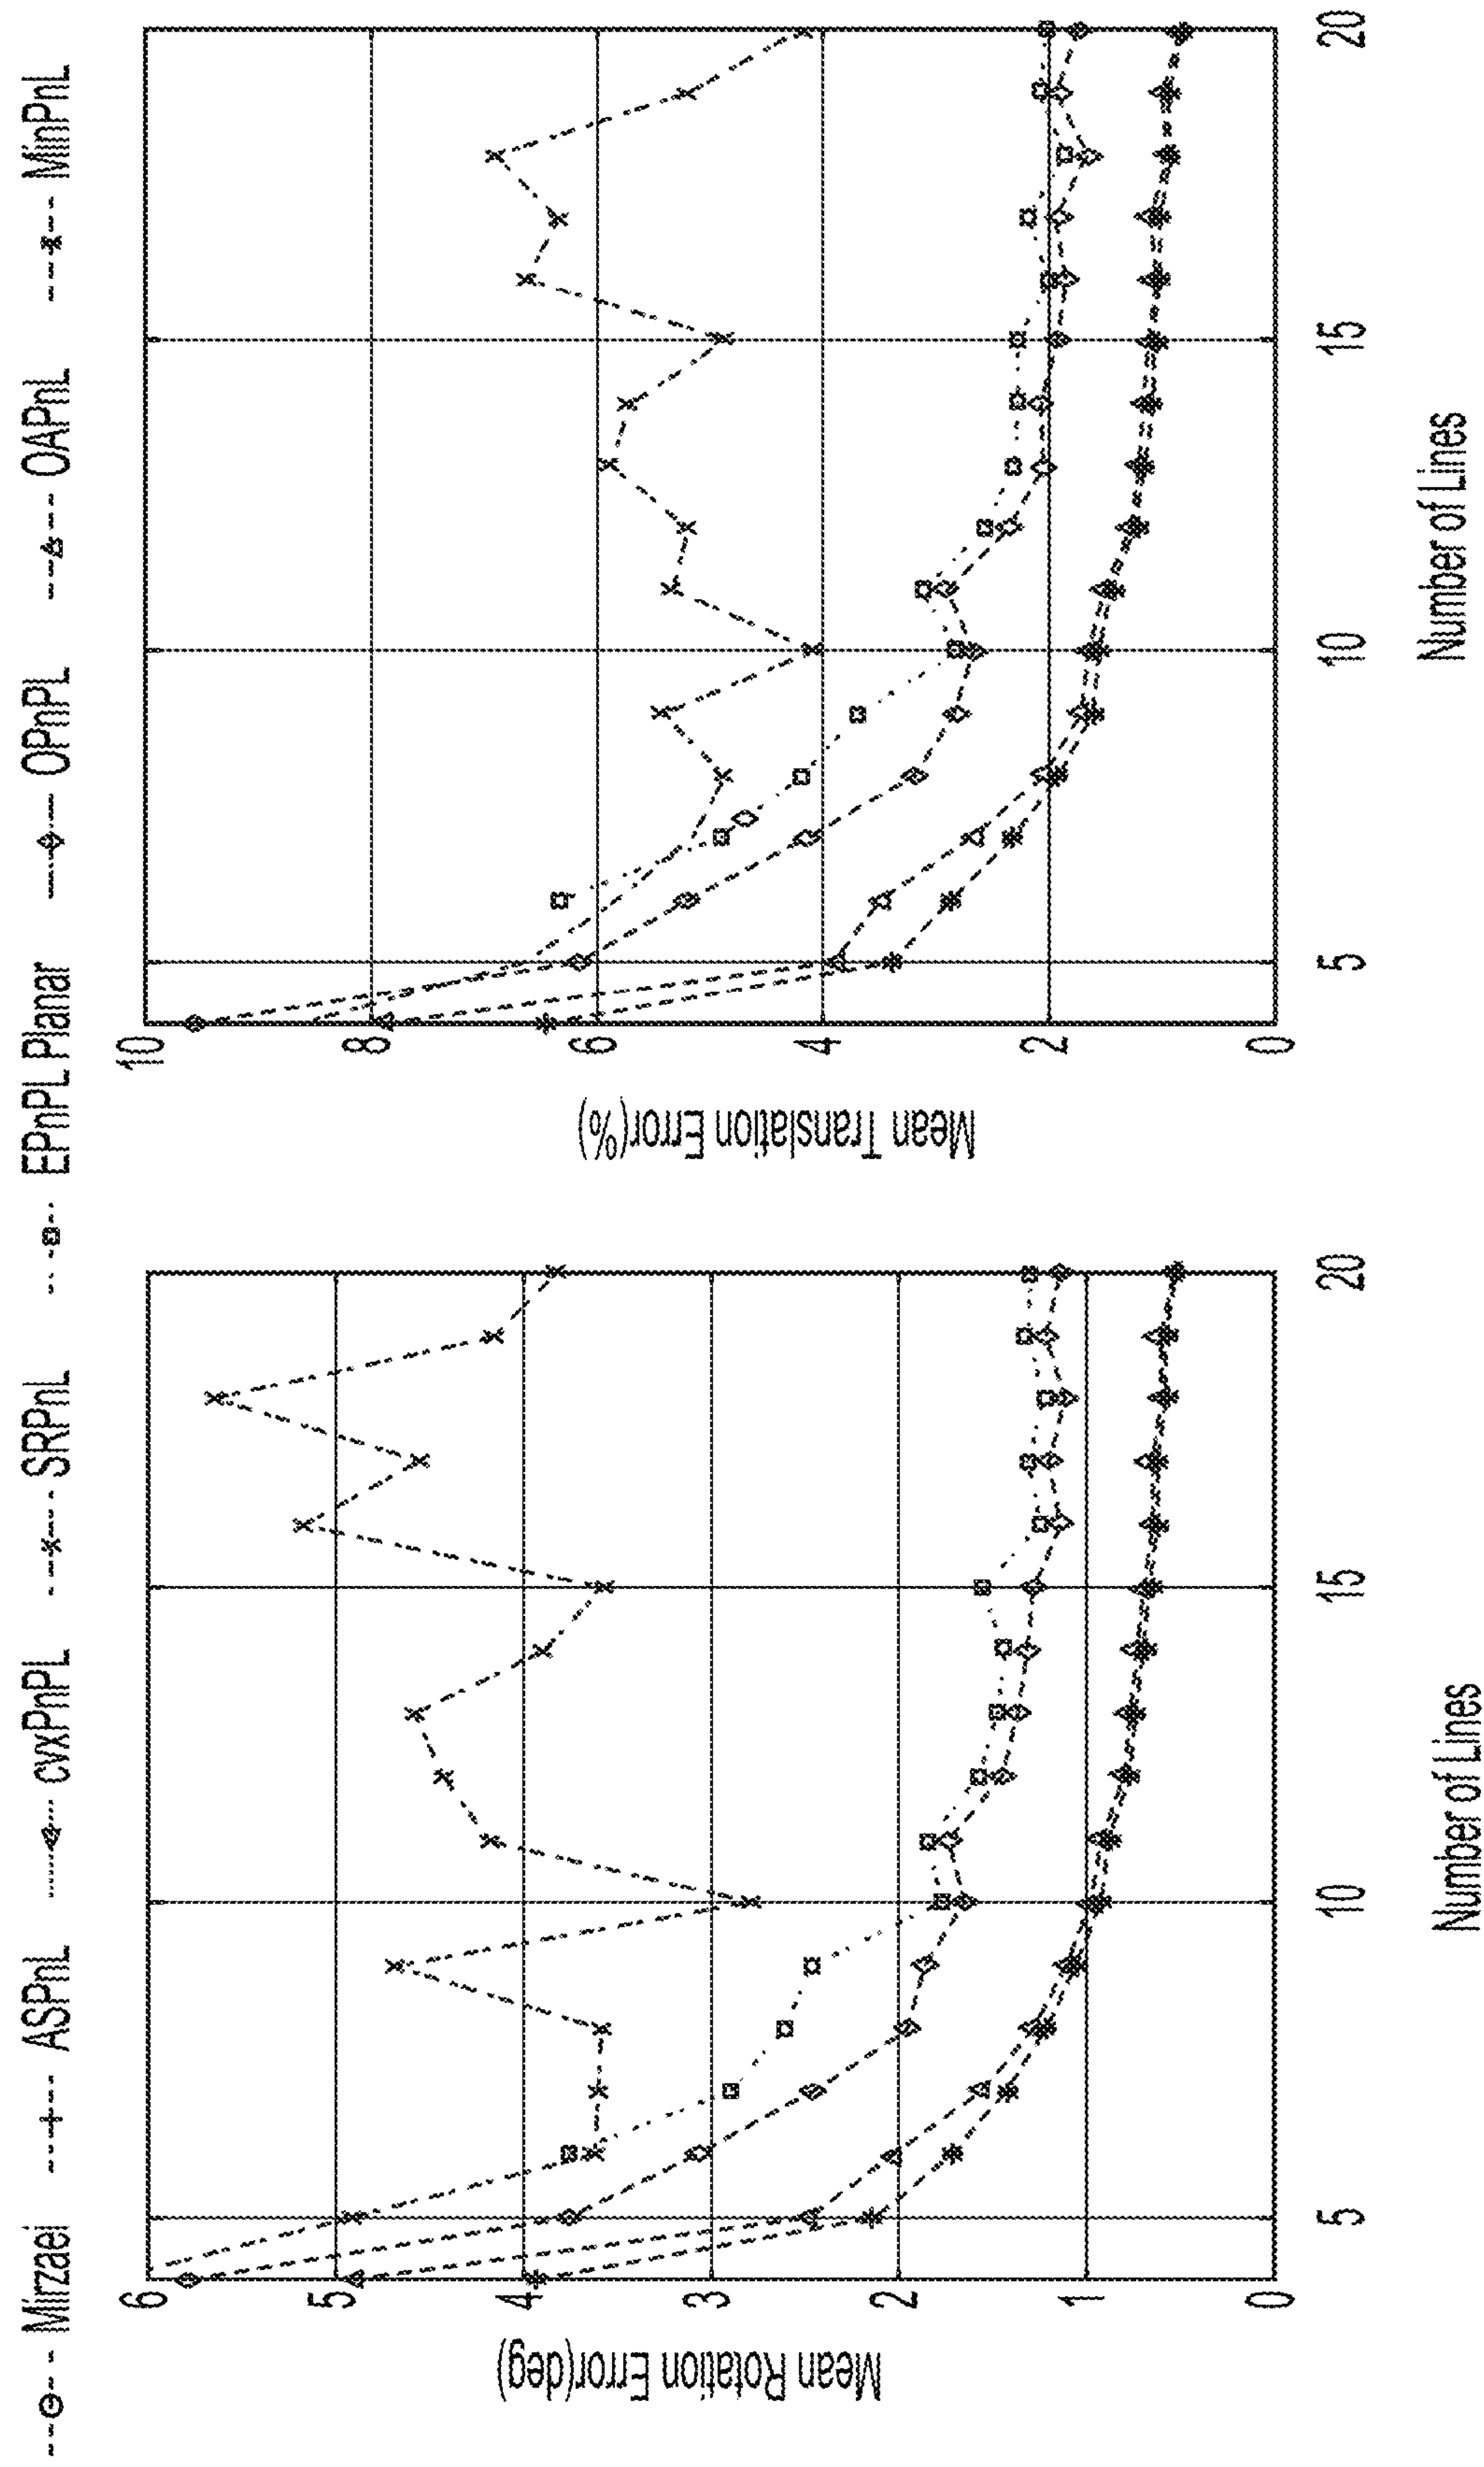 Mirzaei ASPnL cvxPnPL SRPnL EPnPL Planar OPnPL OAPnL MinPnL
Mean Rotation Error(deg)
6
5
4
3
2
1
0
5 10 15 20
Number of Lines
Mean Translation Error(%)
10
8
6
4
2
0
5 10 15 20
Number of Lines